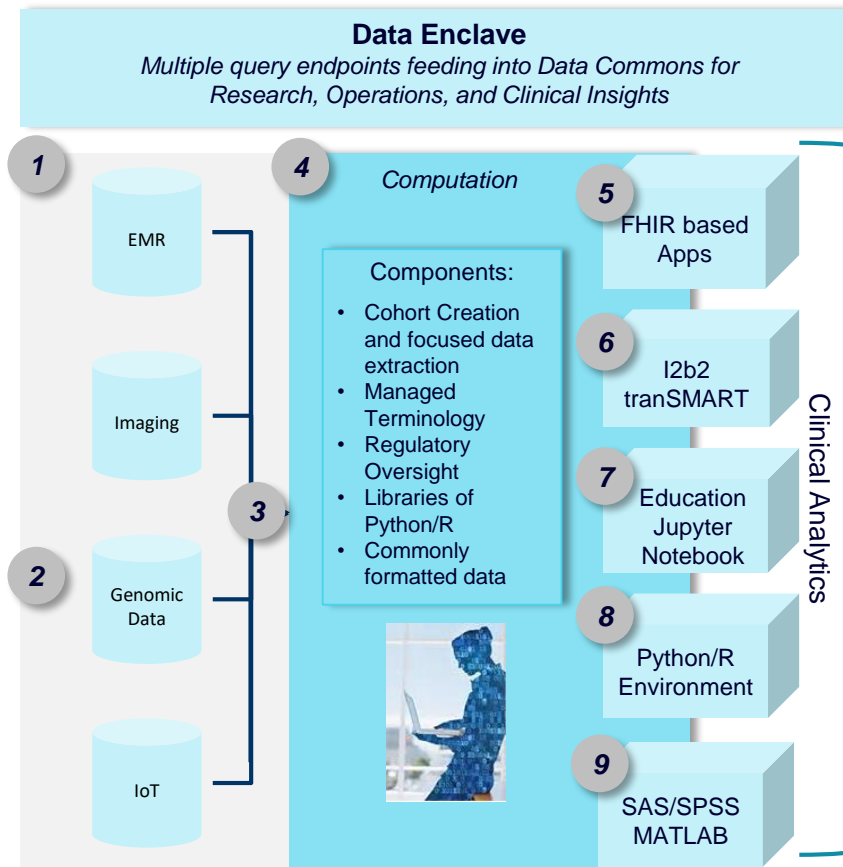 Data Enclave
Multiple query endpoints feeding into Data Commons for
Research, Operations, and Clinical Insights
1
EMR
Imaging
2
Genomic
Data
IoT
3
4
Computation
Components:
• Cohort Creation
and focused data
extraction
• Managed
Terminology
• Regulatory
Oversight
• Libraries of
Python/R
• Commonly
formatted data
5
FHIR based
Apps
6
I2b2
tranSMART
7
Education
Jupyter
Notebook
8
Python/R
Environment
9
SAS/SPSS
MATLAB
Clinical Analytics